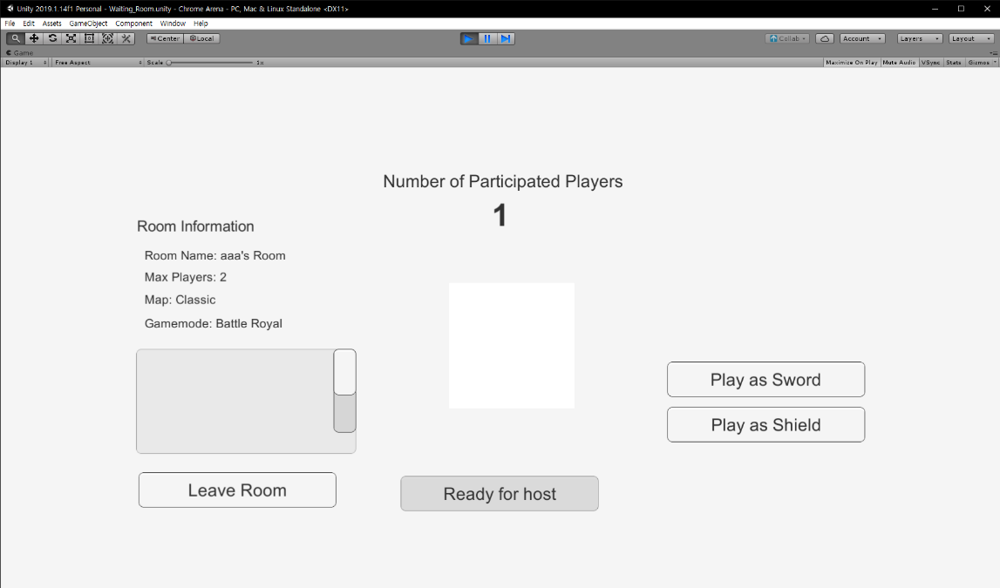 Unity 2019.1.14f1 Personal - Waiting_Room.unity - Chrome Arena - PC, Mac & Linux Standalone <DX11>
File Edit Assets GameObject Component Window Help
Center Local Collab Account Layers Layout
Game
Display 1 Free Aspect Scale 1x Maximize On Play Mute Audio VSync Stats Gizmos
Number of Participated Players
1
Room Information
Room Name: aaa's Room
Max Players: 2
Map: Classic
Gamemode: Battle Royal
Play as Sword
Play as Shield
Leave Room
Ready for host